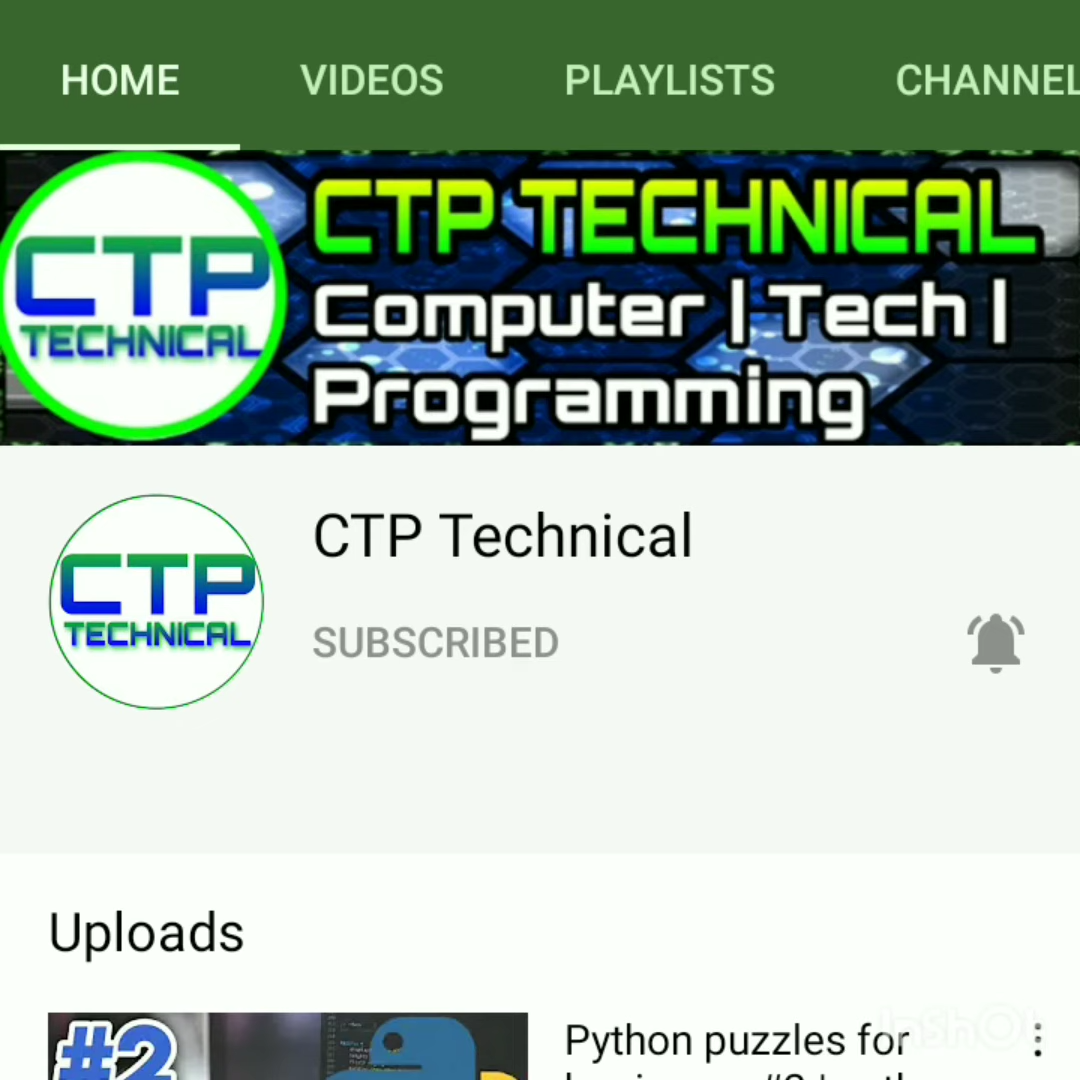 HOME VIDEOS PLAYLISTS CHANNEL
CTP TECHNICAL
CTP
TECHNICAL
Computer | Tech |
Programming
CTP Technical
CTP
TECHNICAL
SUBSCRIBED
Uploads
#2
Python puzzles for
InShOt